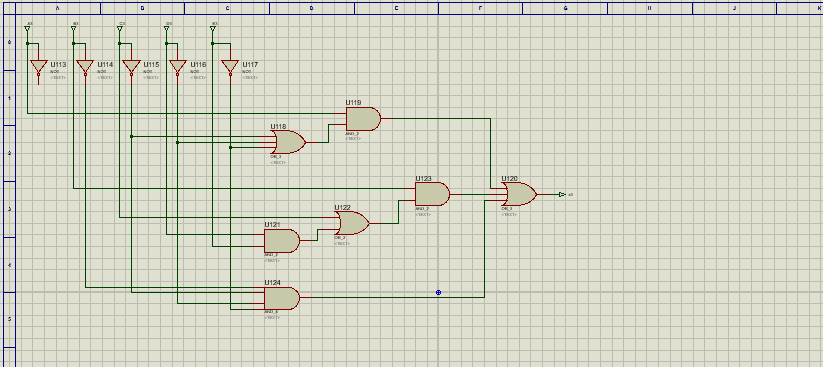 A B C D E F G H J K
0
U113 U114 U115 U116 U117
NOT NOT NOT NOT NOT
<TEXT> <TEXT> <TEXT> <TEXT> <TEXT>
1
U119
AND_2
<TEXT>
U118
OR_3
<TEXT>
2
U123
AND_2
<TEXT>
U120
OR_3
<TEXT>
3
U122
OR_2
<TEXT>
U121
AND_2
<TEXT>
4
U124
<TEXT>
5